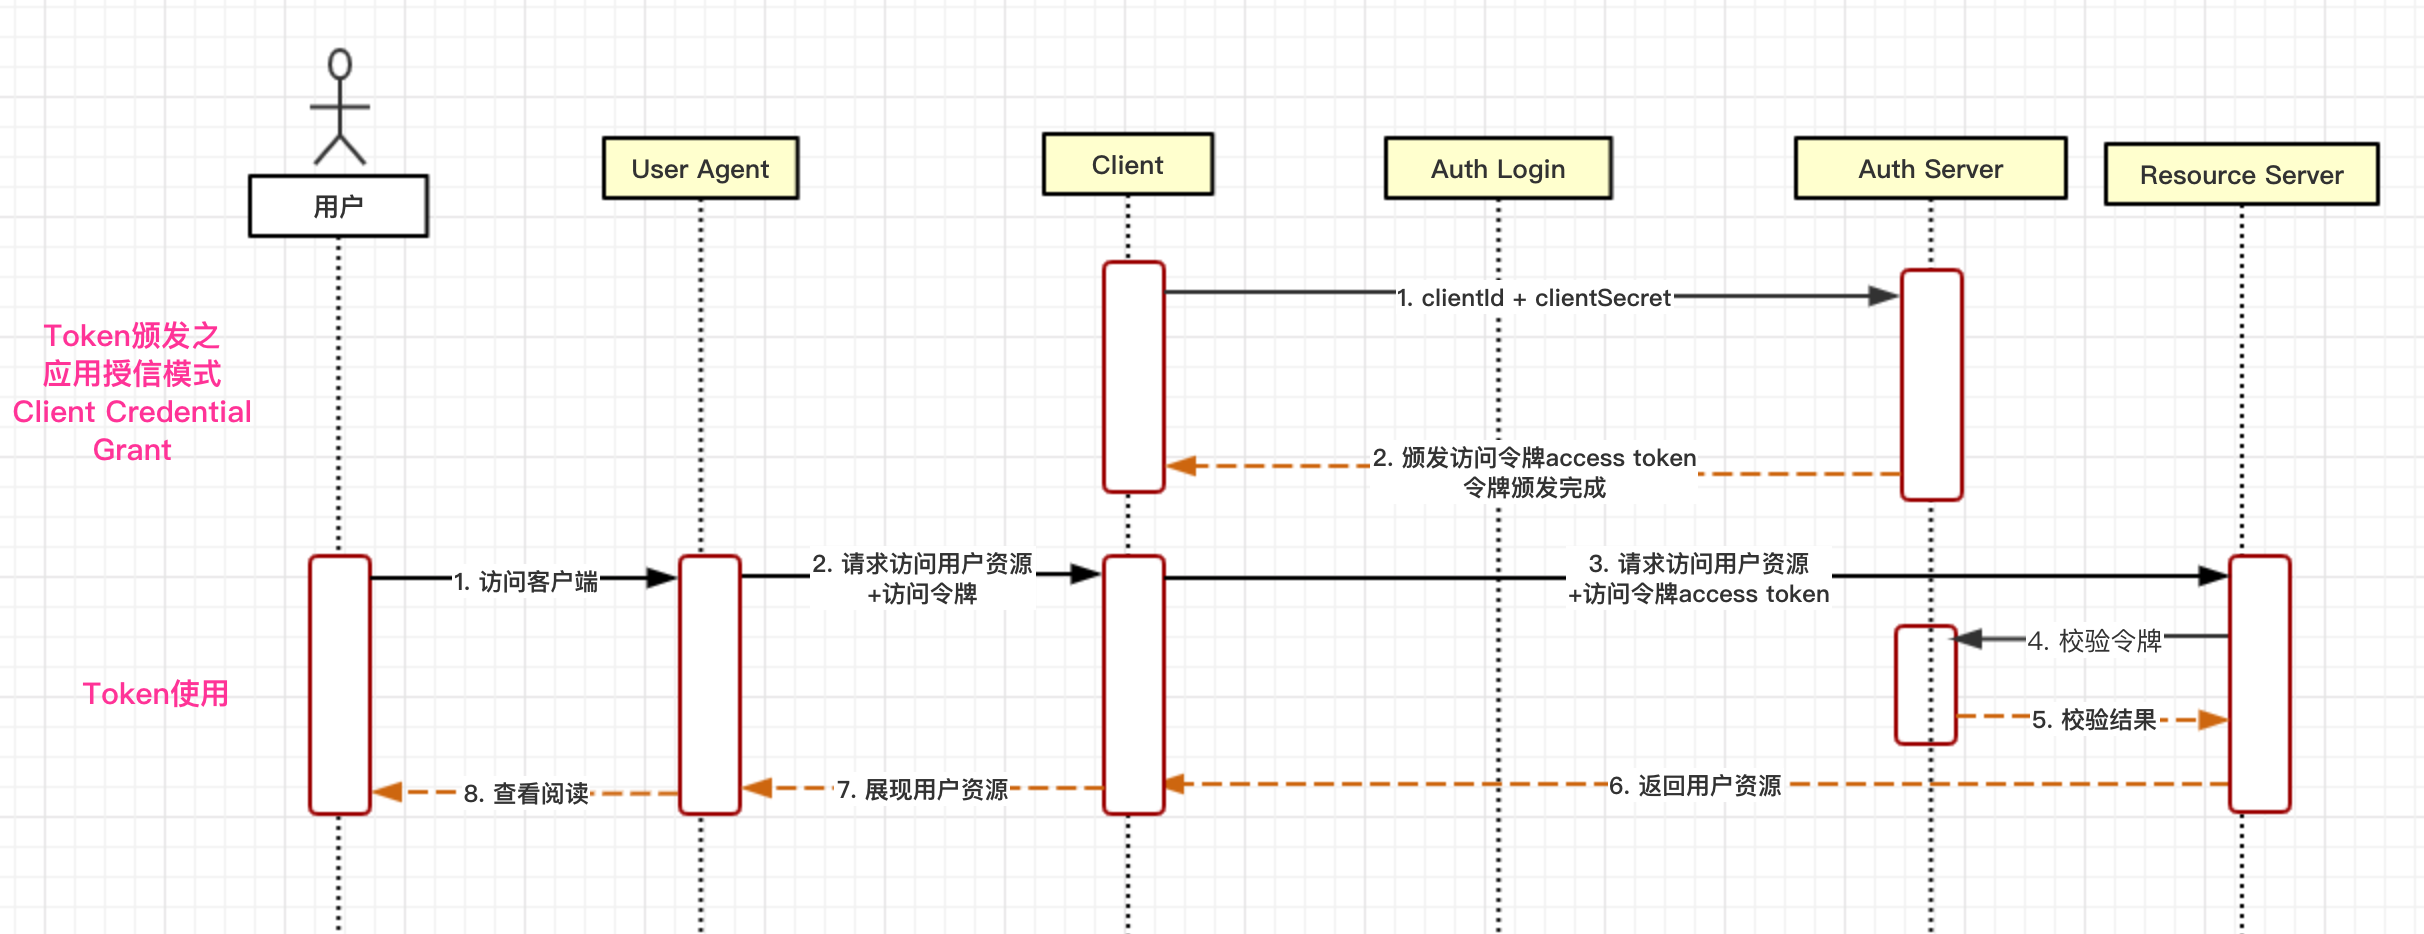 用户
User Agent
Client
Auth Login
Auth Server
Resource Server
Token颁发之
应用授信模式
Client Credential
Grant
1. clientId + clientSecret
2. 颁发访问令牌access token
令牌颁发完成
Token使用
1. 访问客户端
2. 请求访问用户资源
+访问令牌
3. 请求访问用户资源
+访问令牌access token
4. 校验令牌
5. 校验结果
6. 返回用户资源
7. 展现用户资源
8. 查看阅读